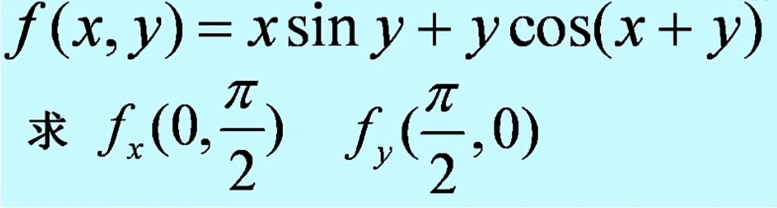 f(x, y) = x sin y + y cos(x + y)
求 f_x(0, π/2) f_y(π/2, 0)